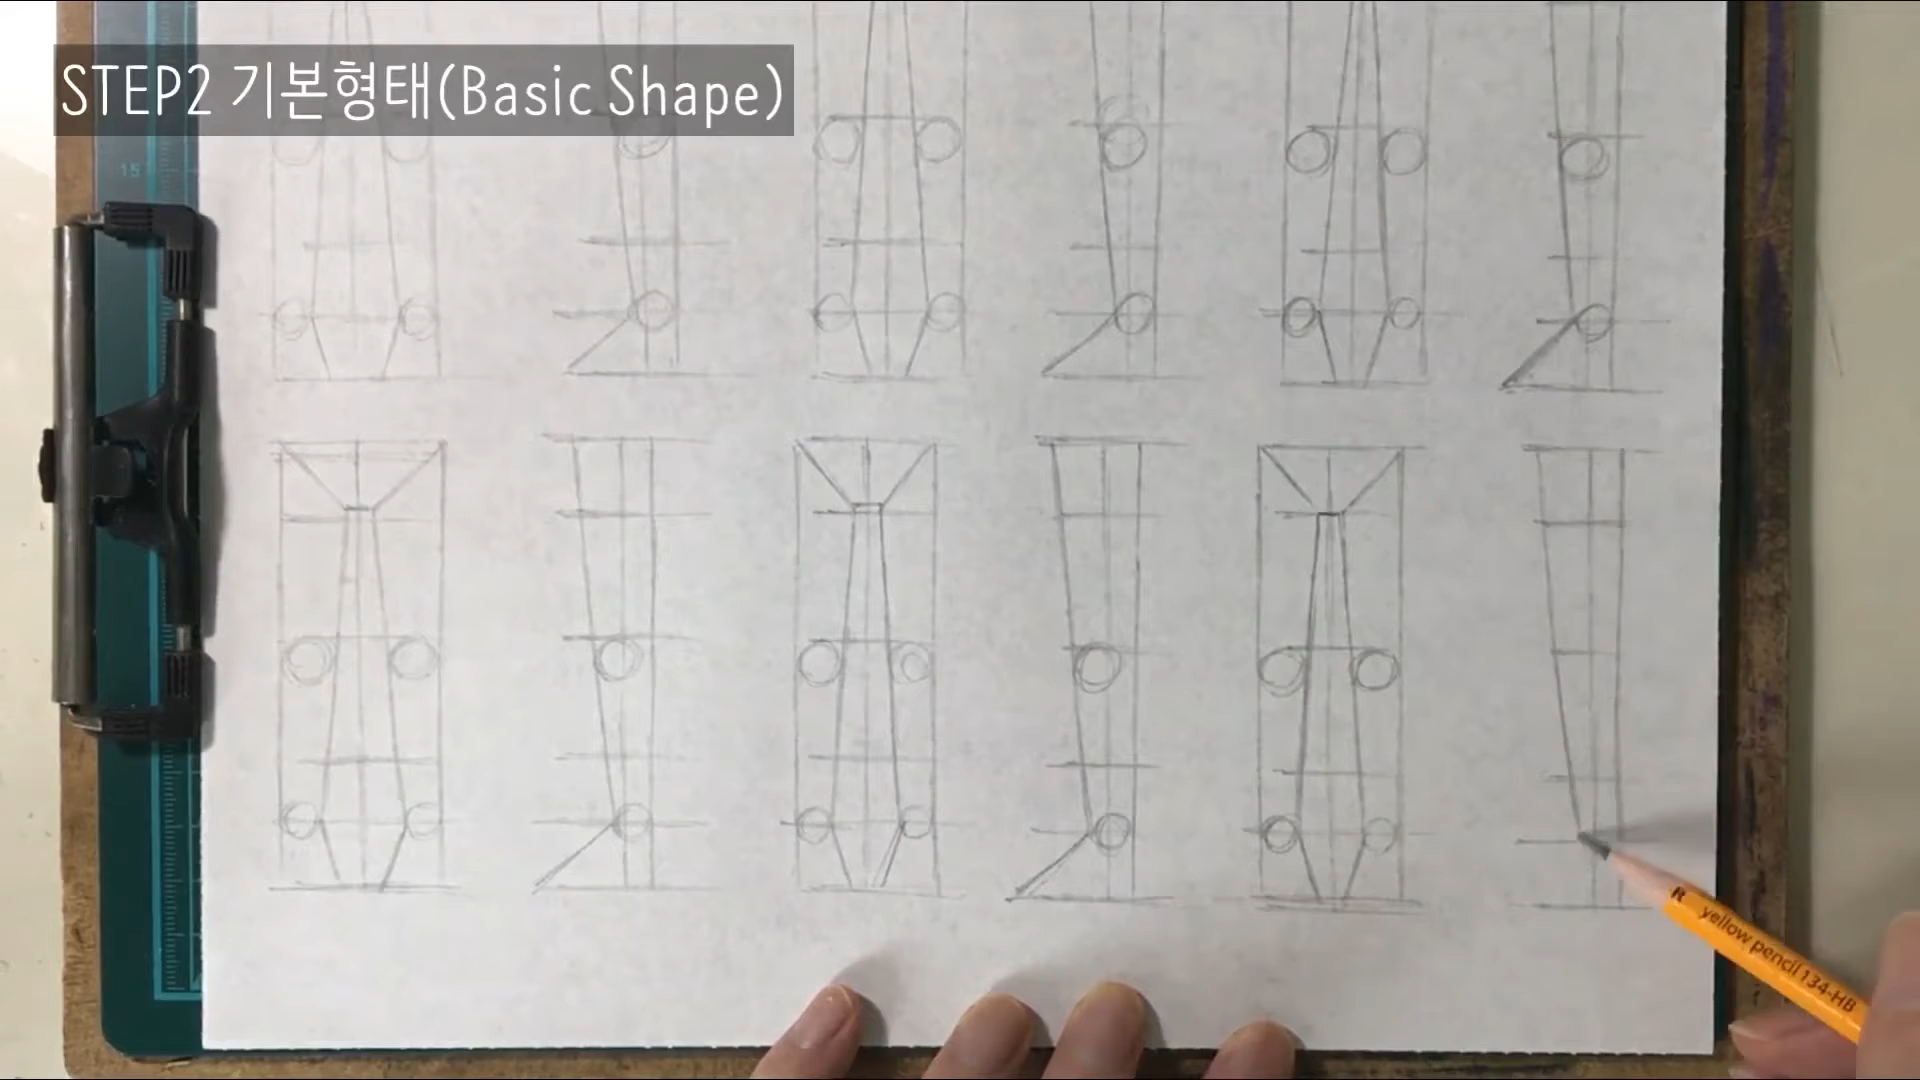 STEP2 기본형태(Basic Shape)
15
R yellow pencil 134-HB